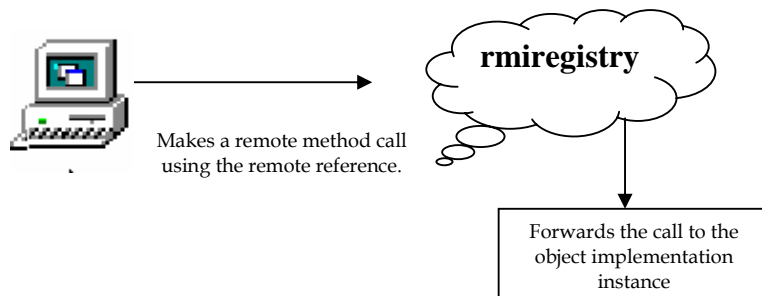 rmiregistry
Makes a remote method call
using the remote reference.
Forwards the call to the
object implementation
instance